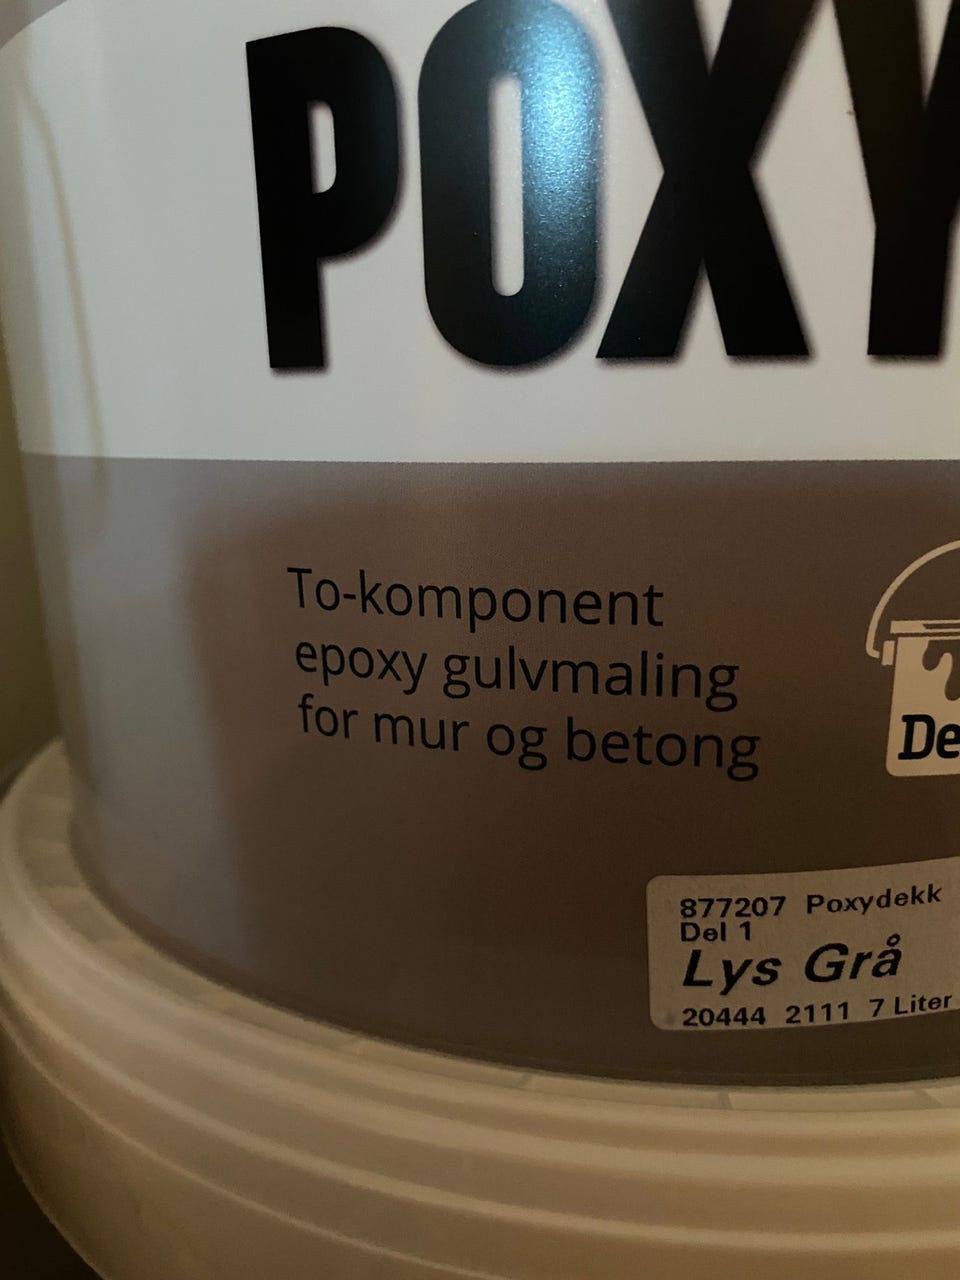 POXY
To-komponent
epoxy gulvmaling
for mur og betong
De
877207 Poxydekk
Del 1
Lys Grå
20444 2111 7 Liter